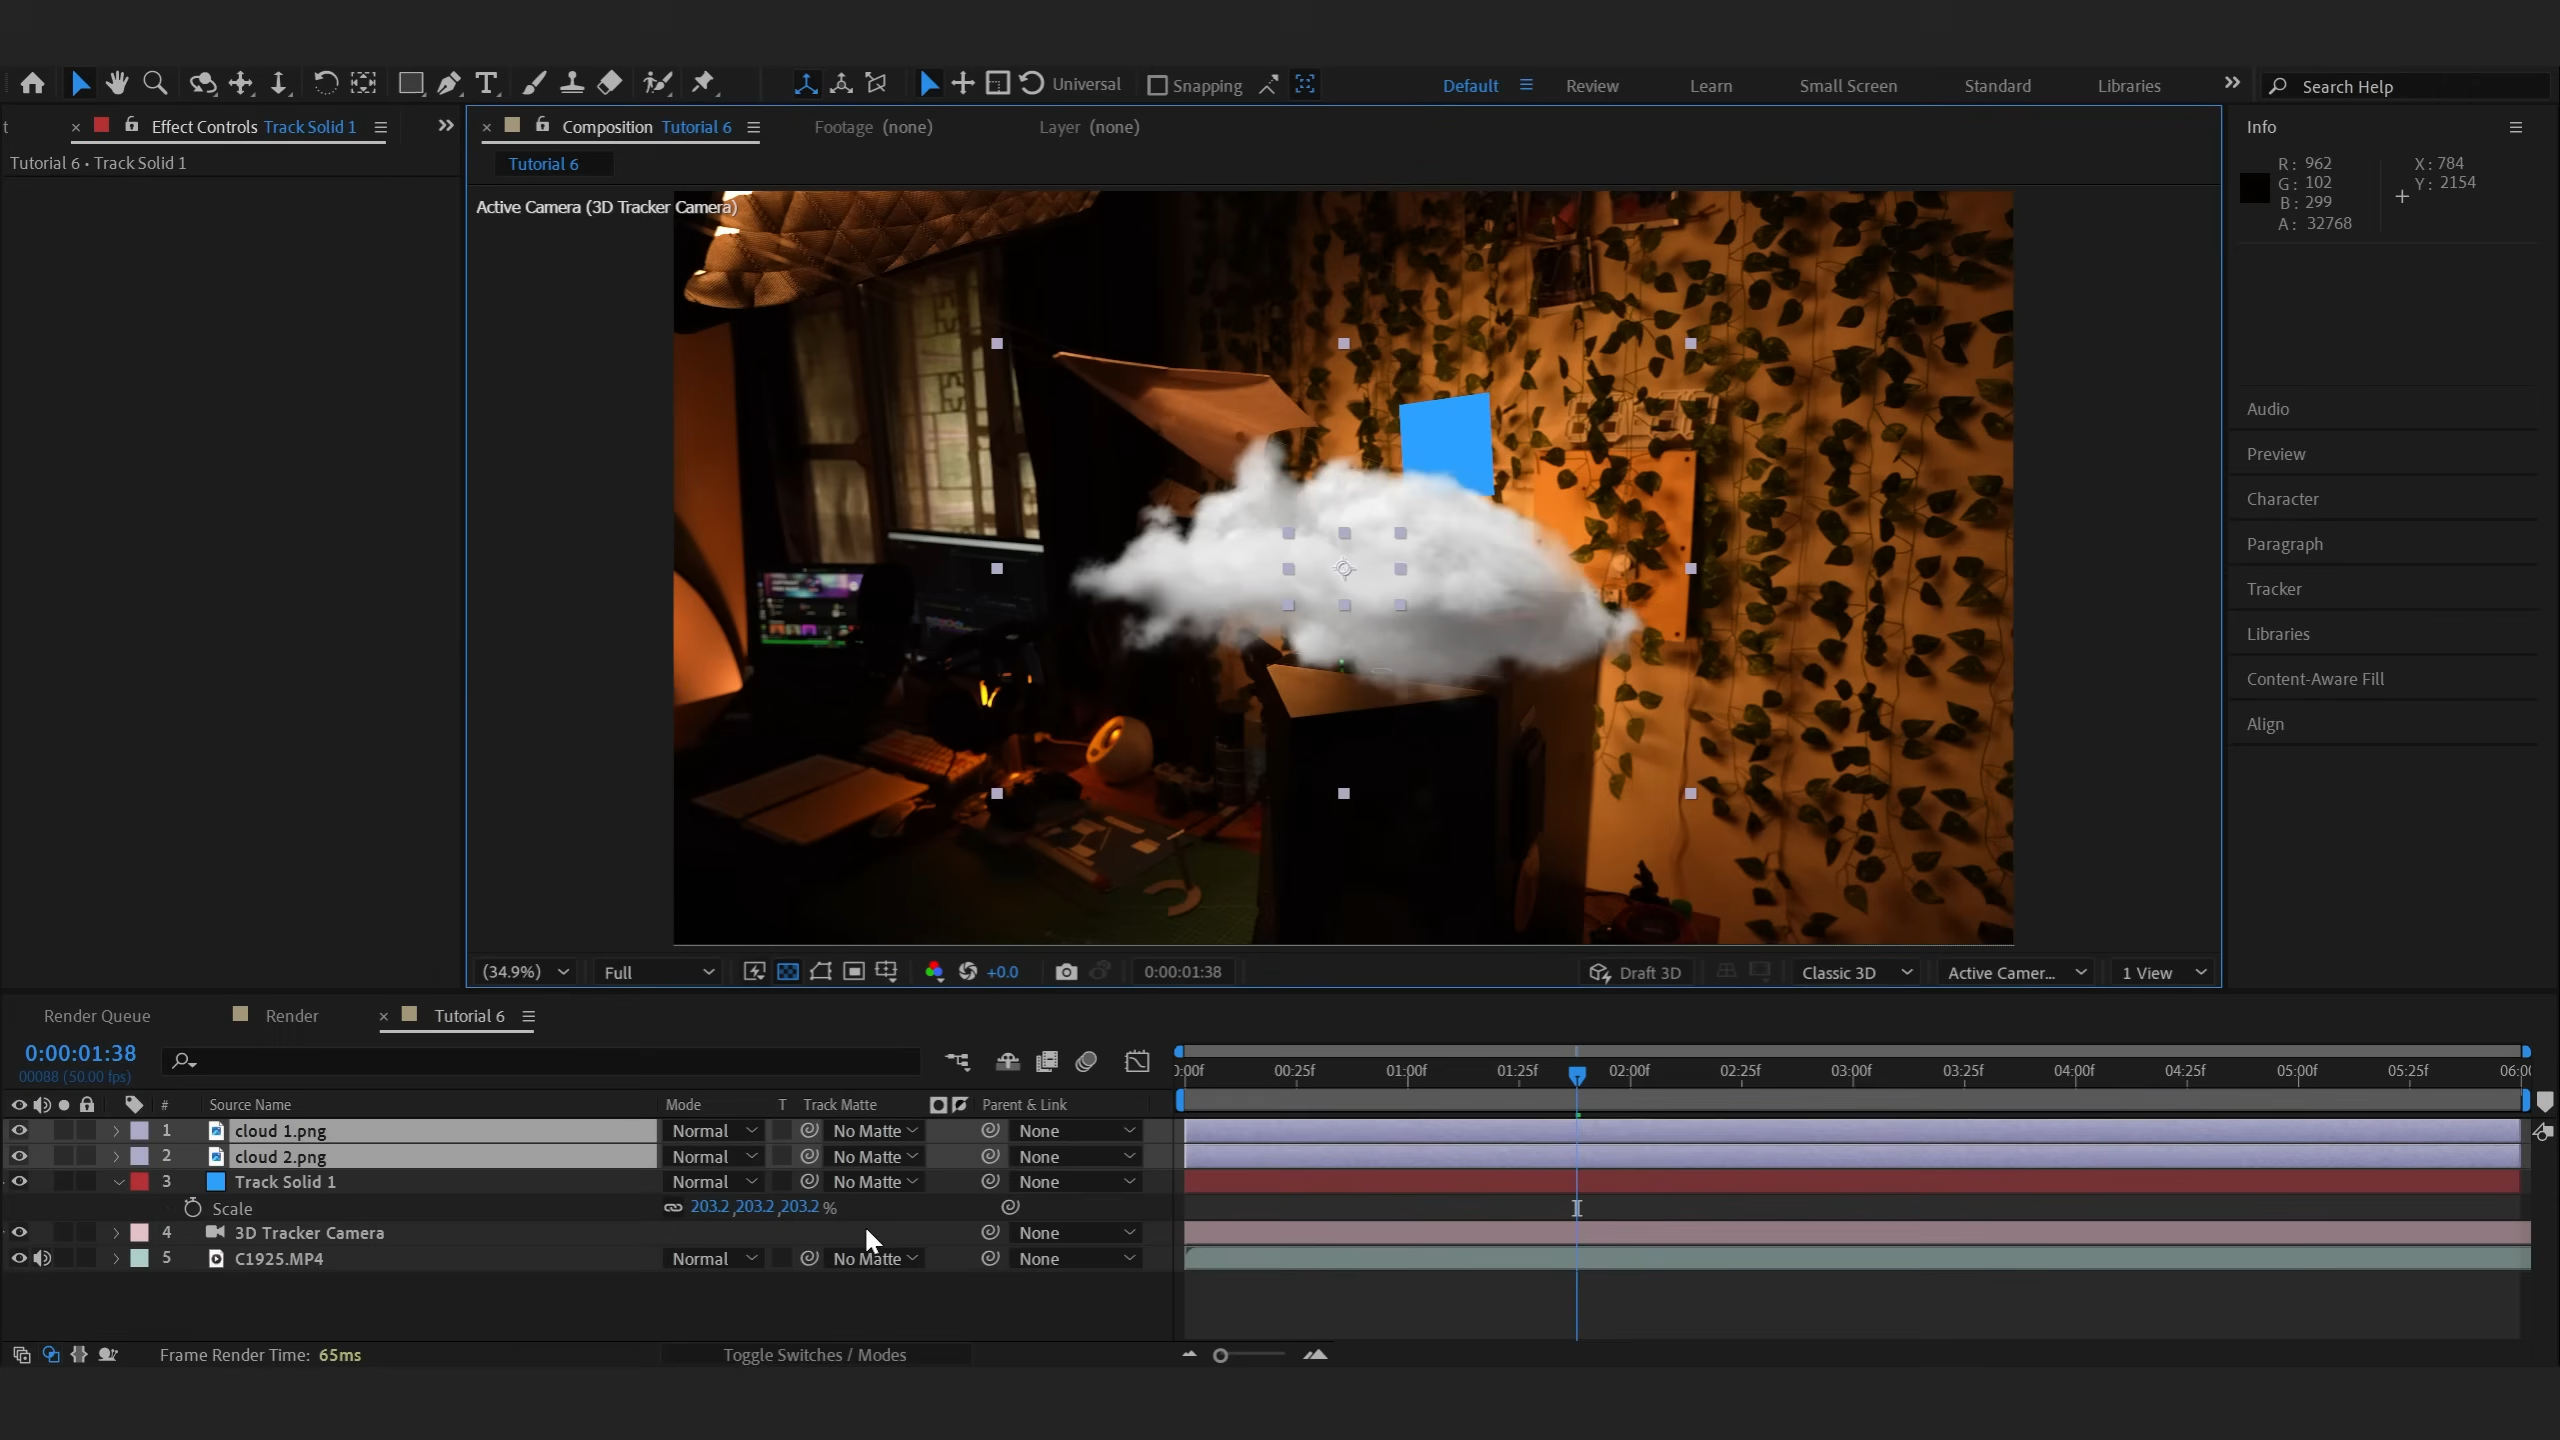 Universal
Snapping
Default
Review
Learn
Small Screen
Standard
Libraries
Search Help
t
Effect Controls Track Solid 1
Composition Tutorial 6
Footage (none)
Layer (none)
Info
Tutorial 6 • Track Solid 1
Tutorial 6
R: 962
G: 102
B: 299
A: 32768
X: 784
Y: 2154
Active Camera (3D Tracker Camera)
Audio
Preview
Character
Paragraph
Tracker
Libraries
Content-Aware Fill
Align
(34.9%)
Full
+0.0
0:00:01:38
Draft 3D
Classic 3D
Active Camer...
1 View
Render Queue
Render
Tutorial 6
0:00:01:38
00088 (50.00 fps)
0:00f 00:25f 01:00f 01:25f 02:00f 02:25f 03:00f 03:25f 04:00f 04:25f 05:00f 05:25f 06:00
# Source Name Mode T Track Matte Parent & Link
1 cloud 1.png Normal No Matte None
2 cloud 2.png Normal No Matte None
3 Track Solid 1 Normal No Matte None
Scale 203.2,203.2,203.2 %
4 3D Tracker Camera None
5 C1925.MP4 Normal No Matte None
Frame Render Time: 65ms
Toggle Switches / Modes